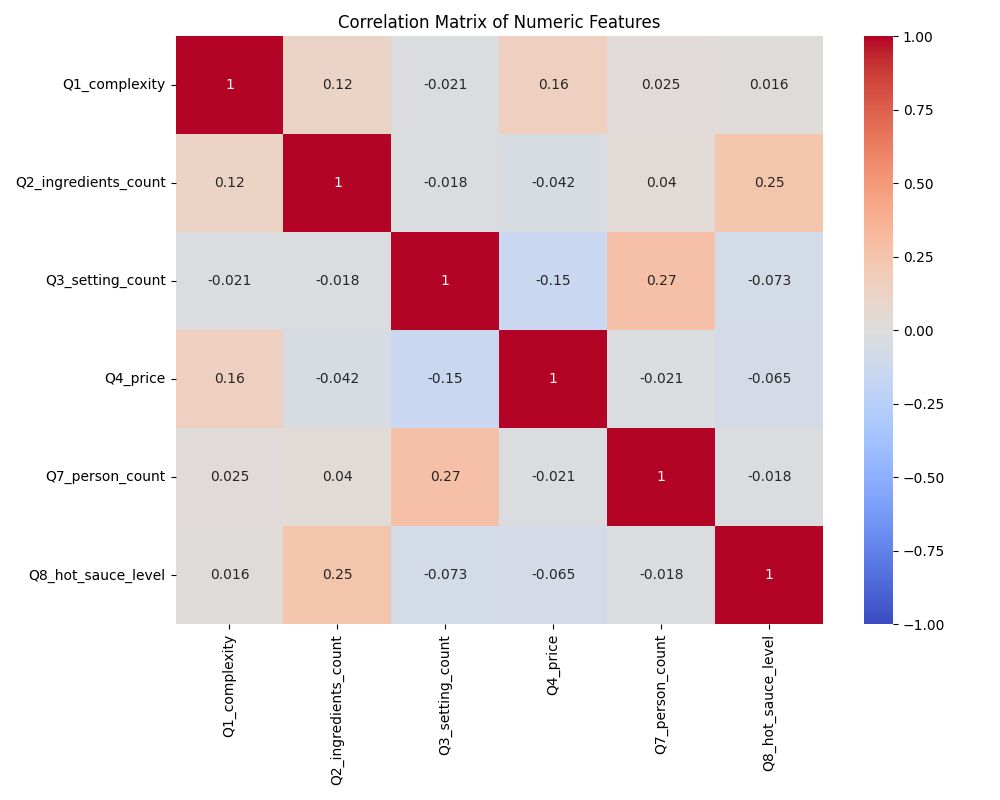 Correlation Matrix of Numeric Features
Q1_complexity 1 0.12 -0.021 0.16 0.025 0.016
Q2_ingredients_count 0.12 1 -0.018 -0.042 0.04 0.25
Q3_setting_count -0.021 -0.018 1 -0.15 0.27 -0.073
Q4_price 0.16 -0.042 -0.15 1 -0.021 -0.065
Q7_person_count 0.025 0.04 0.27 -0.021 1 -0.018
Q8_hot_sauce_level 0.016 0.25 -0.073 -0.065 -0.018 1
Q1_complexity
Q2_ingredients_count
Q3_setting_count
Q4_price
Q7_person_count
Q8_hot_sauce_level
1.00
0.75
0.50
0.25
0.00
−0.25
−0.50
−0.75
−1.00